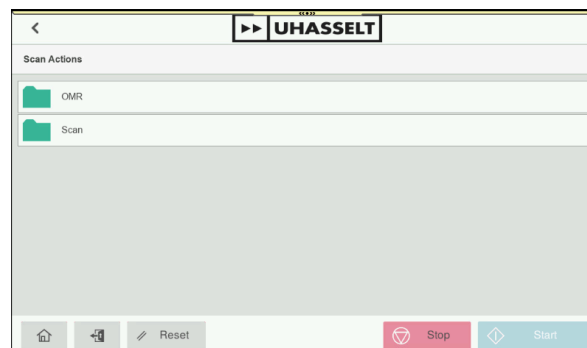 UHASSELT
Scan Actions
OMR
Scan
Reset
Stop
Start